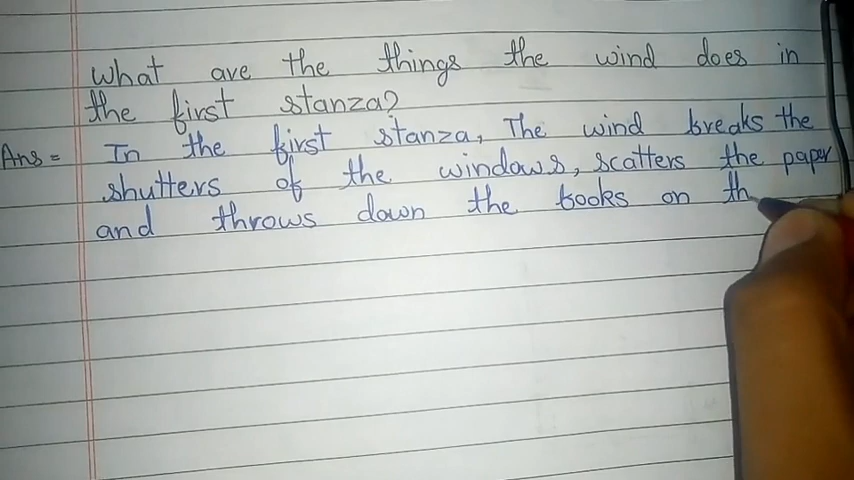 What are the things the wind does in
the first stanza?
Ans = In the first stanza, The wind breaks the
shutters of the windows, scatters the paper
and throws down the books on th